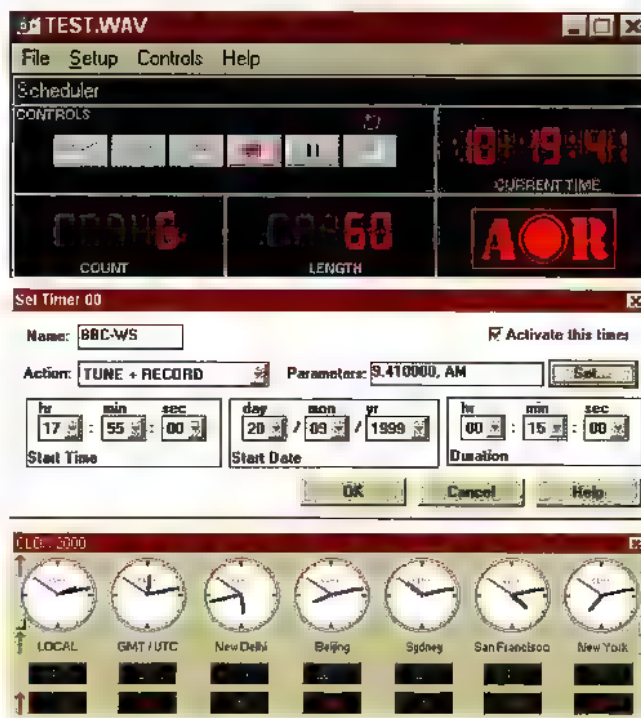 TEST.WAV
File Setup Controls Help
Scheduler
CONTROLS
CURRENT TIME
6
60
COUNT
LENGTH
AOR
Set Timer 00
Name: BBC-WS
Activate this timer
Action: TUNE + RECORD Parameters: 9.410000, AM Set...
hr min sec day mon yr hr min sec
17 : 55 : 00 20 / 09 / 1999 00 : 15 : 00
Start Time Start Date Duration
OK Cancel Help
LOCAL GMT / UTC New Delhi Beijing Sydney San Francisco New York